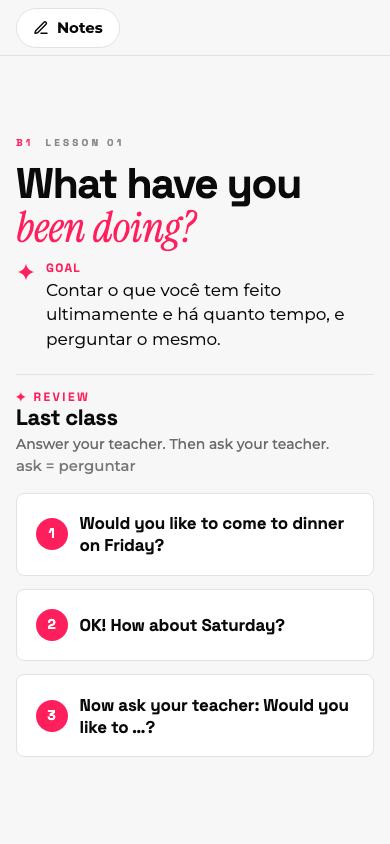 Notes
B1 LESSON 01
What have you
been doing?
GOAL
Contar o que você tem feito
ultimamente e há quanto tempo, e
perguntar o mesmo.
REVIEW
Last class
Answer your teacher. Then ask your teacher.
ask = perguntar
1 Would you like to come to dinner
on Friday?
2 OK! How about Saturday?
3 Now ask your teacher: Would you
like to ...?